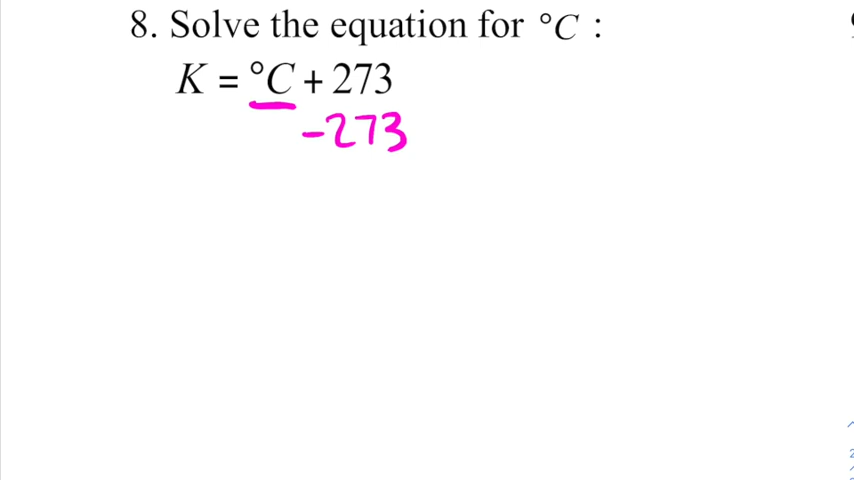 8. Solve the equation for °C :
K = °C + 273
-273